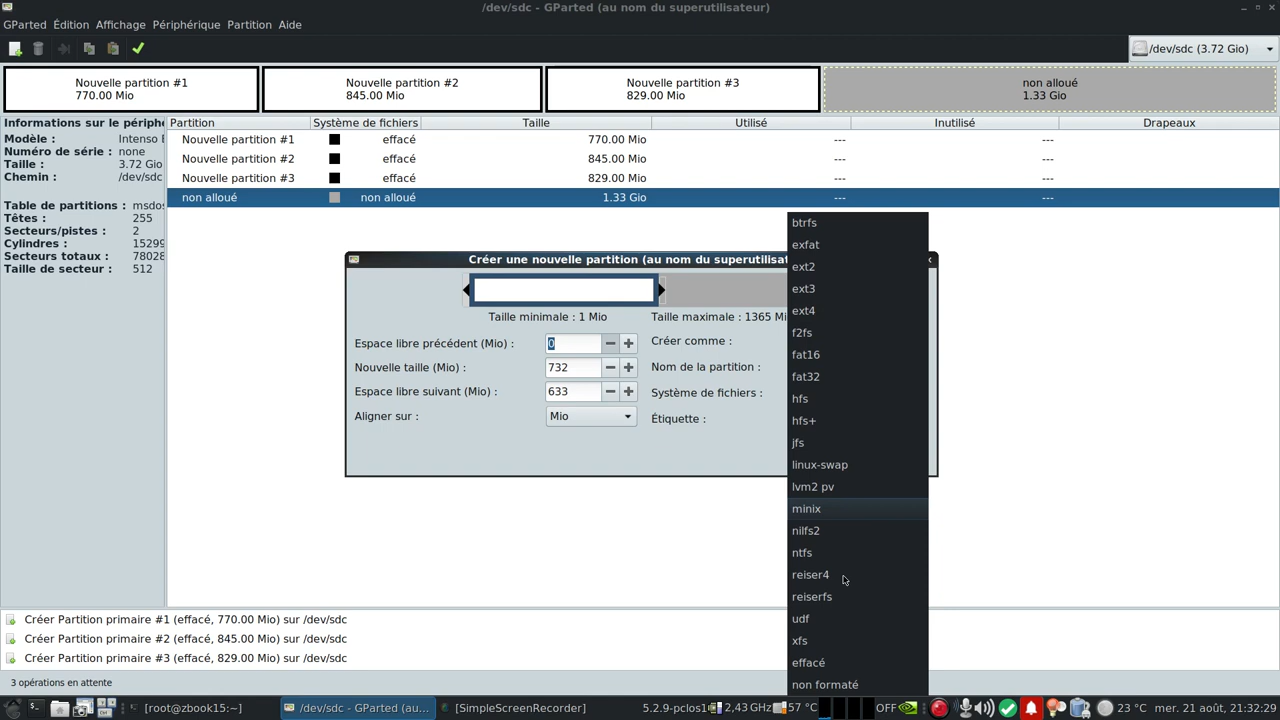 /dev/sdc - GParted (au nom du superutilisateur)
GParted Édition Affichage Périphérique Partition Aide
/dev/sdc (3.72 Gio)
Nouvelle partition #1
770.00 Mio
Nouvelle partition #2
845.00 Mio
Nouvelle partition #3
829.00 Mio
non alloué
1.33 Gio
Informations sur le périphé
Modèle : Intenso
Numéro de série : none
Taille : 3.72 Gio
Chemin : /dev/sdc
Table de partitions : msdos
Têtes : 255
Secteurs/pistes : 2
Cylindres : 15299
Secteurs totaux : 78028
Taille de secteur : 512
Partition Système de fichiers Taille Utilisé Inutilisé Drapeaux
Nouvelle partition #1 effacé 770.00 Mio --- ---
Nouvelle partition #2 effacé 845.00 Mio --- ---
Nouvelle partition #3 effacé 829.00 Mio --- ---
non alloué non alloué 1.33 Gio --- ---
Créer une nouvelle partition (au nom du superutilisat
Taille minimale : 1 Mio Taille maximale : 1365 Mi
Espace libre précédent (Mio) : 0
Nouvelle taille (Mio) : 732
Espace libre suivant (Mio) : 633
Aligner sur : Mio
Créer comme :
Nom de la partition :
Système de fichiers :
Étiquette :
btrfs
exfat
ext2
ext3
ext4
f2fs
fat16
fat32
hfs
hfs+
jfs
linux-swap
lvm2 pv
minix
nilfs2
ntfs
reiser4
reiserfs
udf
xfs
effacé
non formaté
Créer Partition primaire #1 (effacé, 770.00 Mio) sur /dev/sdc
Créer Partition primaire #2 (effacé, 845.00 Mio) sur /dev/sdc
Créer Partition primaire #3 (effacé, 829.00 Mio) sur /dev/sdc
3 opérations en attente
[root@zbook15:~] /dev/sdc - GParted (au... [SimpleScreenRecorder] 5.2.9-pclos1 2,43 GHz 57 °C OFF 23 °C mer. 21 août, 21:32:29